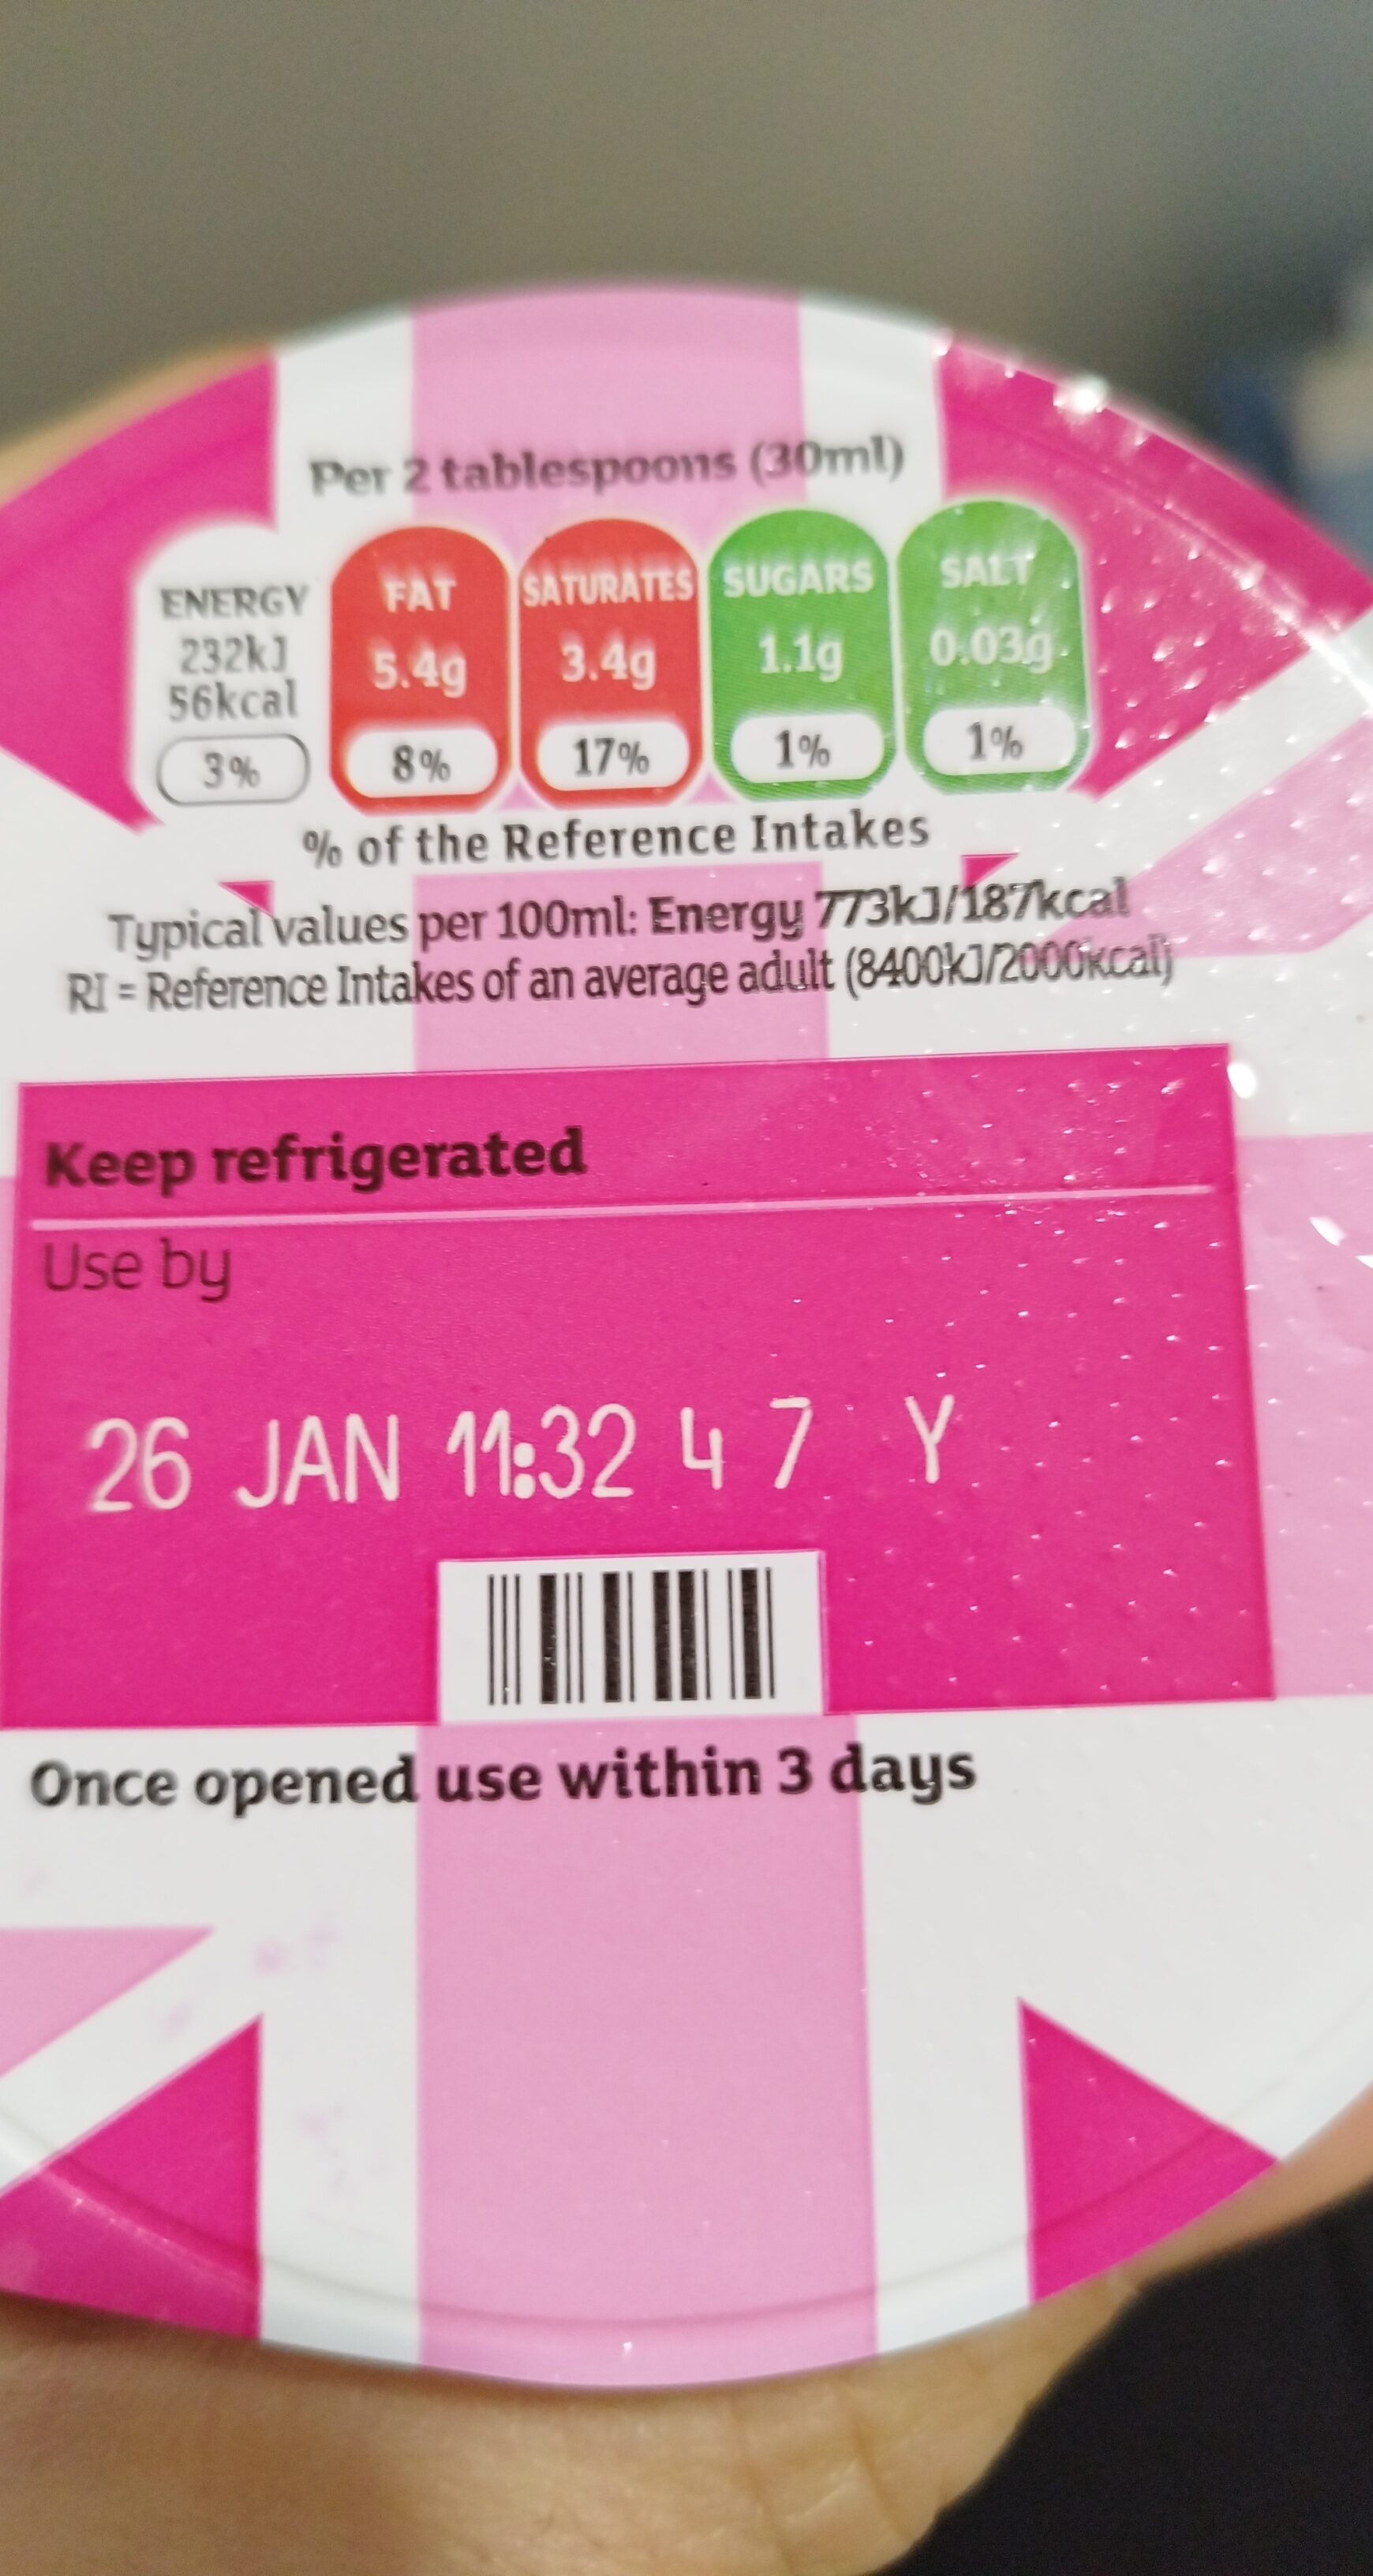 Per 2 tablespoons (30ml)
ENERGY FAT SATURATES SUGARS SALT
232kJ 5.4g 3.4g 1.1g 0.03g
56kcal
3% 8% 17% 1% 1%
% of the Reference Intakes
Typical values per 100ml: Energy 773kJ/187kcal
RI = Reference Intakes of an average adult (8400kJ/2000kcal)
Keep refrigerated
Use by
26 JAN 11:32 4 7 Y
Once opened use within 3 days